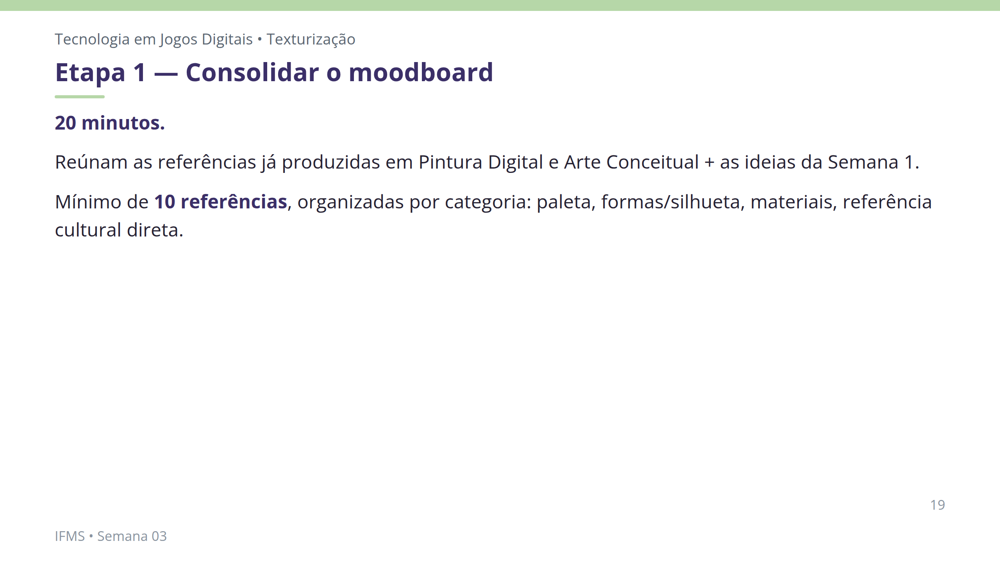 Tecnologia em Jogos Digitais • Texturização
Etapa 1 — Consolidar o moodboard
20 minutos.
Reúnam as referências já produzidas em Pintura Digital e Arte Conceitual + as ideias da Semana 1.
Mínimo de 10 referências, organizadas por categoria: paleta, formas/silhueta, materiais, referência
cultural direta.
19
IFMS • Semana 03